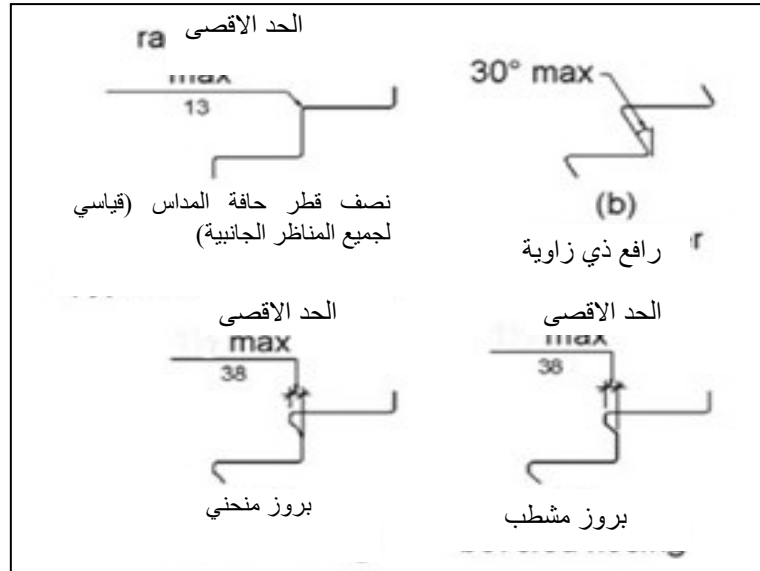 الحد الاقصى
ra
max
13
30° max
نصف قطر حافة المداس (قياسي
لجميع المناظر الجانبية)
(b)
رافع ذي زاوية
r
الحد الاقصى
max
38
الحد الاقصى
max
38
بروز منحني
بروز مشطب